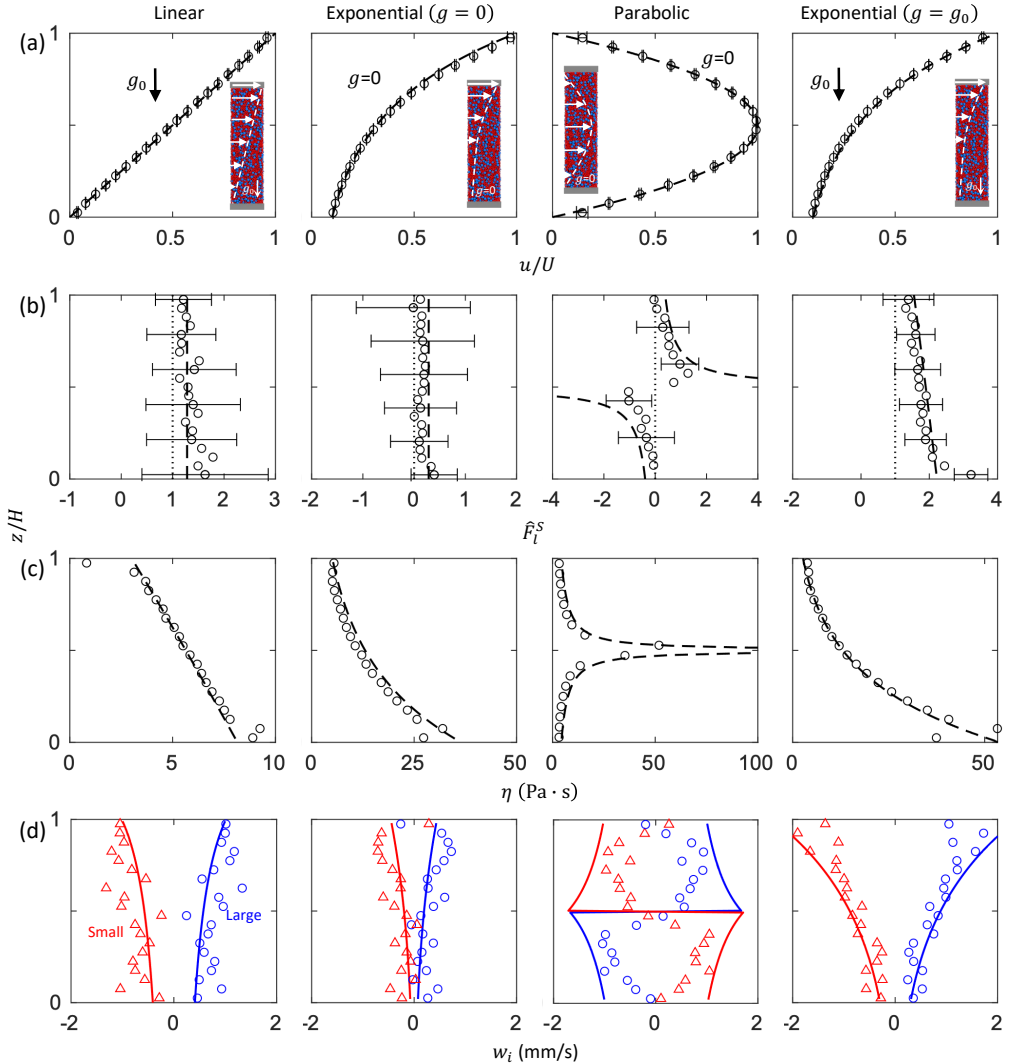 Linear Exponential (g = 0) Parabolic Exponential (g = g₀)
(a) 1
g₀ g=0 g=0 g₀
g₀ g=0 g=0 g₀
0
0 0.5 1 0 0.5 1 0 0.5 1 0 0.5 1
u/U
(b) 1
0
-1 0 1 2 3 -2 -1 0 1 2 -4 -2 0 2 4 -2 0 2 4
z/H
F̂ₗˢ
(c) 1
0
0 5 10 0 25 50 0 50 100 0 25 50
η (Pa · s)
(d) 1
Small Large
0
-2 0 2 -2 0 2 -2 0 2 -2 0 2
wᵢ (mm/s)